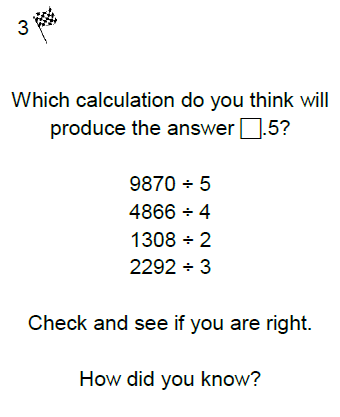 3
Which calculation do you think will
produce the answer □.5?
9870 ÷ 5
4866 ÷ 4
1308 ÷ 2
2292 ÷ 3
Check and see if you are right.
How did you know?